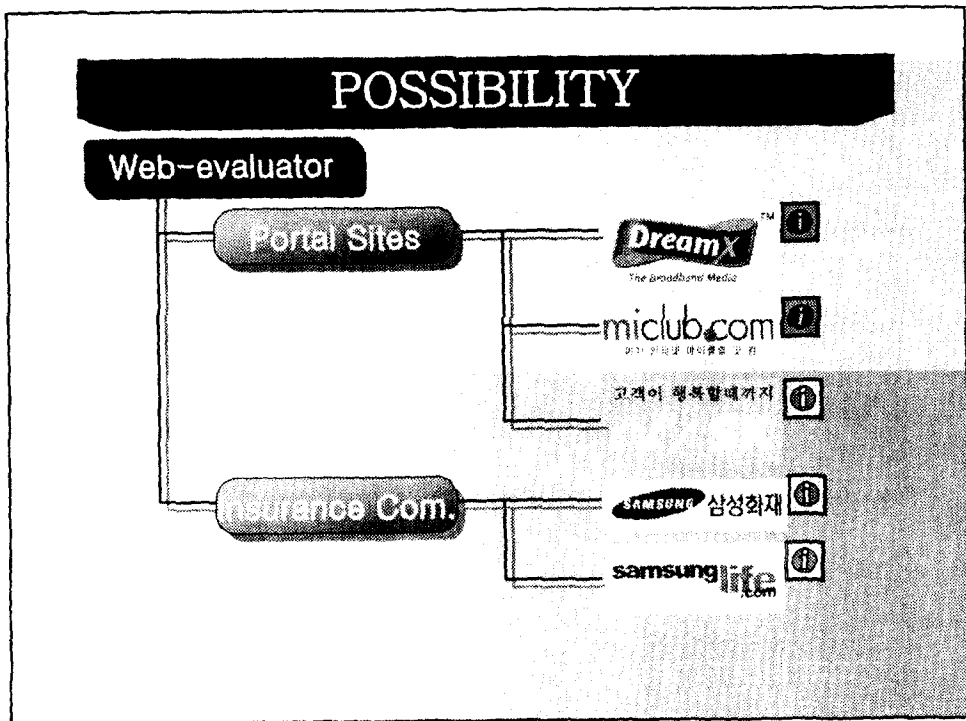 POSSIBILITY
Web-evaluator
Portal Sites
DreamX
TM
The Broadband Media
miclub.com
고객이 행복할때까지
Insurance Com.
SAMSUNG 삼성화재
samsunglife
.com